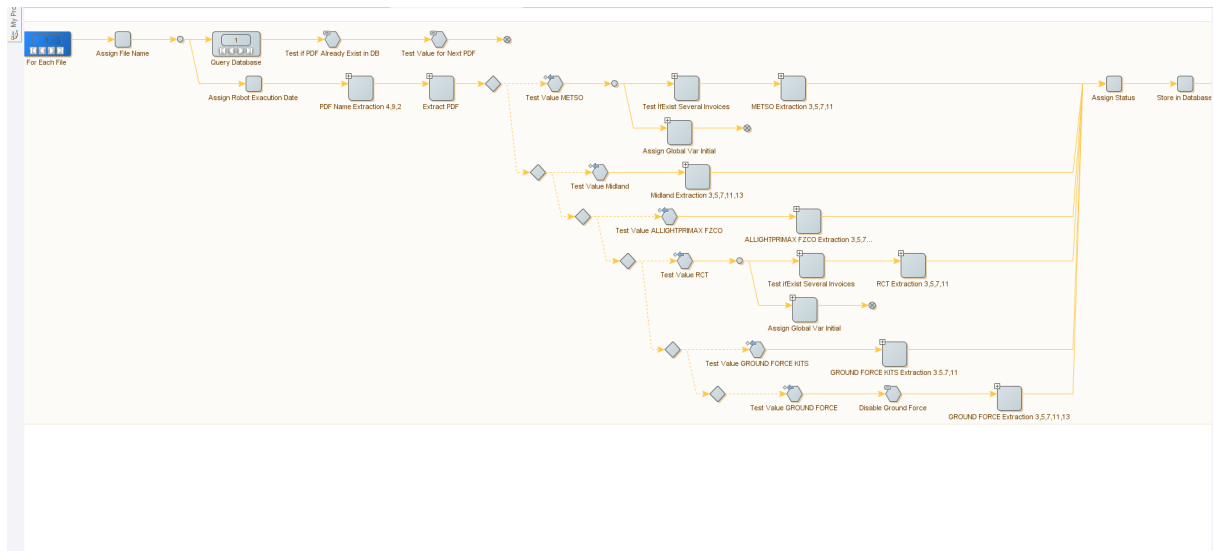 My Pro
For Each File
Assign File Name
1
Query Database
Test if PDF Already Exist in DB
Test Value for Next PDF
Assign Robot Exacution Date
PDF Name Extraction 4,9,2
Extract PDF
Test Value METSO
Test IfExist Several Invoices
METSO Extraction 3,5,7,11
Assign Status
Store in Database
Assign Global Var Initial
Test Value Midland
Midland Extraction 3,5,7,11,13
Test Value ALLIGHTPRIMAX FZCO
ALLIGHTPRIMAX FZCO Extraction 3,5,7...
Test Value RCT
Test ifExist Several Invoices
RCT Extraction 3,5,7,11
Assign Global Var Initial
Test Value GROUND FORCE KITS
GROUND FORCE KITS Extraction 3.5.7,11
Test Value GROUND FORCE
Disable Ground Force
GROUND FORCE Extraction 3,5,7,11,13